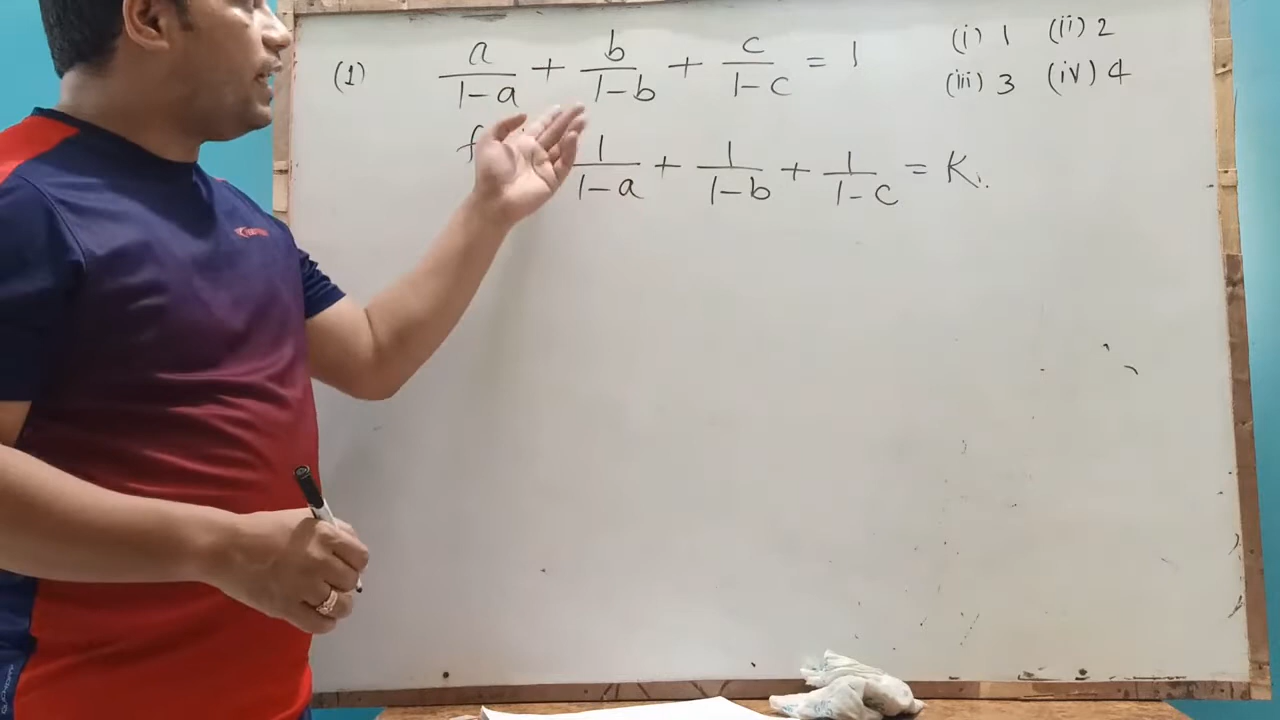 (1) a/(1-a) + b/(1-b) + c/(1-c) = 1
(i) 1 (ii) 2
(iii) 3 (iv) 4
1/(1-a) + 1/(1-b) + 1/(1-c) = K.